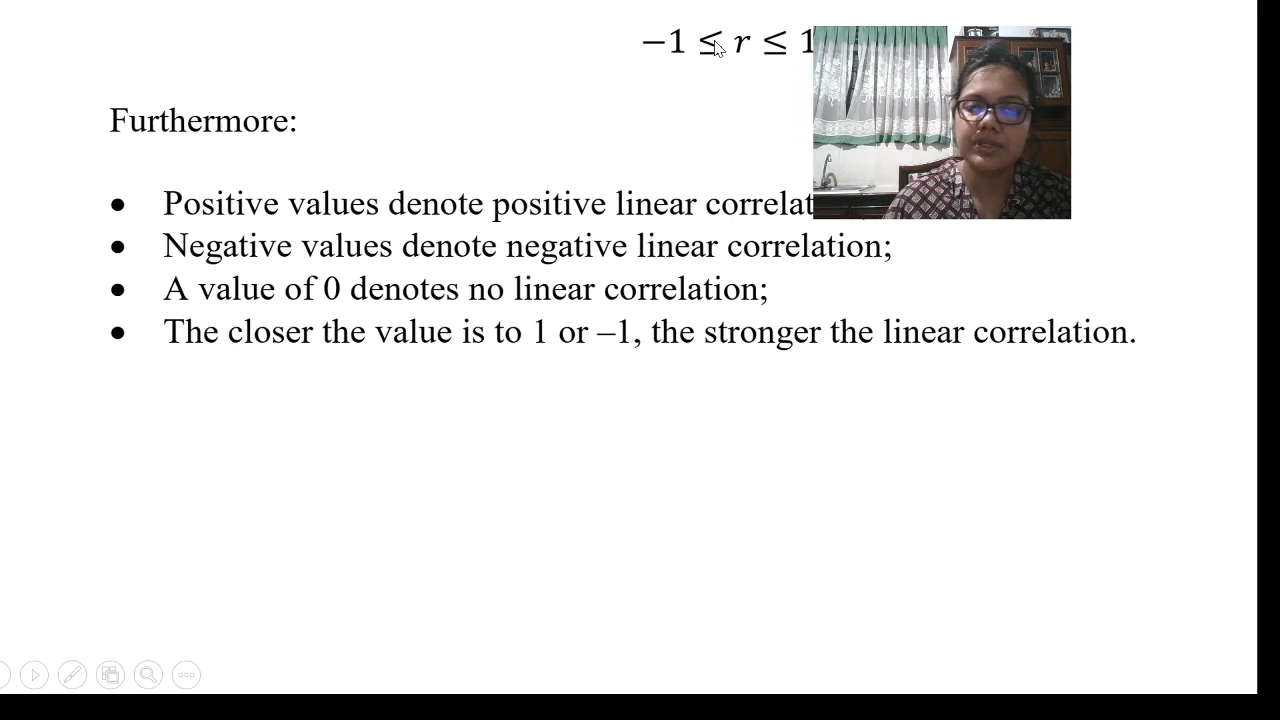 −1 ≤ r ≤ 1
Furthermore:
• Positive values denote positive linear correlat
• Negative values denote negative linear correlation;
• A value of 0 denotes no linear correlation;
• The closer the value is to 1 or –1, the stronger the linear correlation.